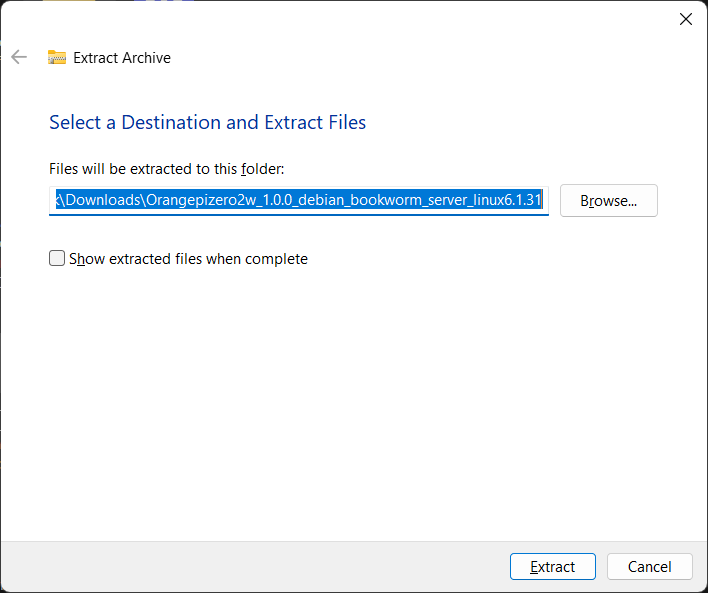 Extract Archive
Select a Destination and Extract Files
Files will be extracted to this folder:
\Downloads\Orangepizero2w_1.0.0_debian_bookworm_server_linux6.1.31
Browse...
Show extracted files when complete
Extract
Cancel